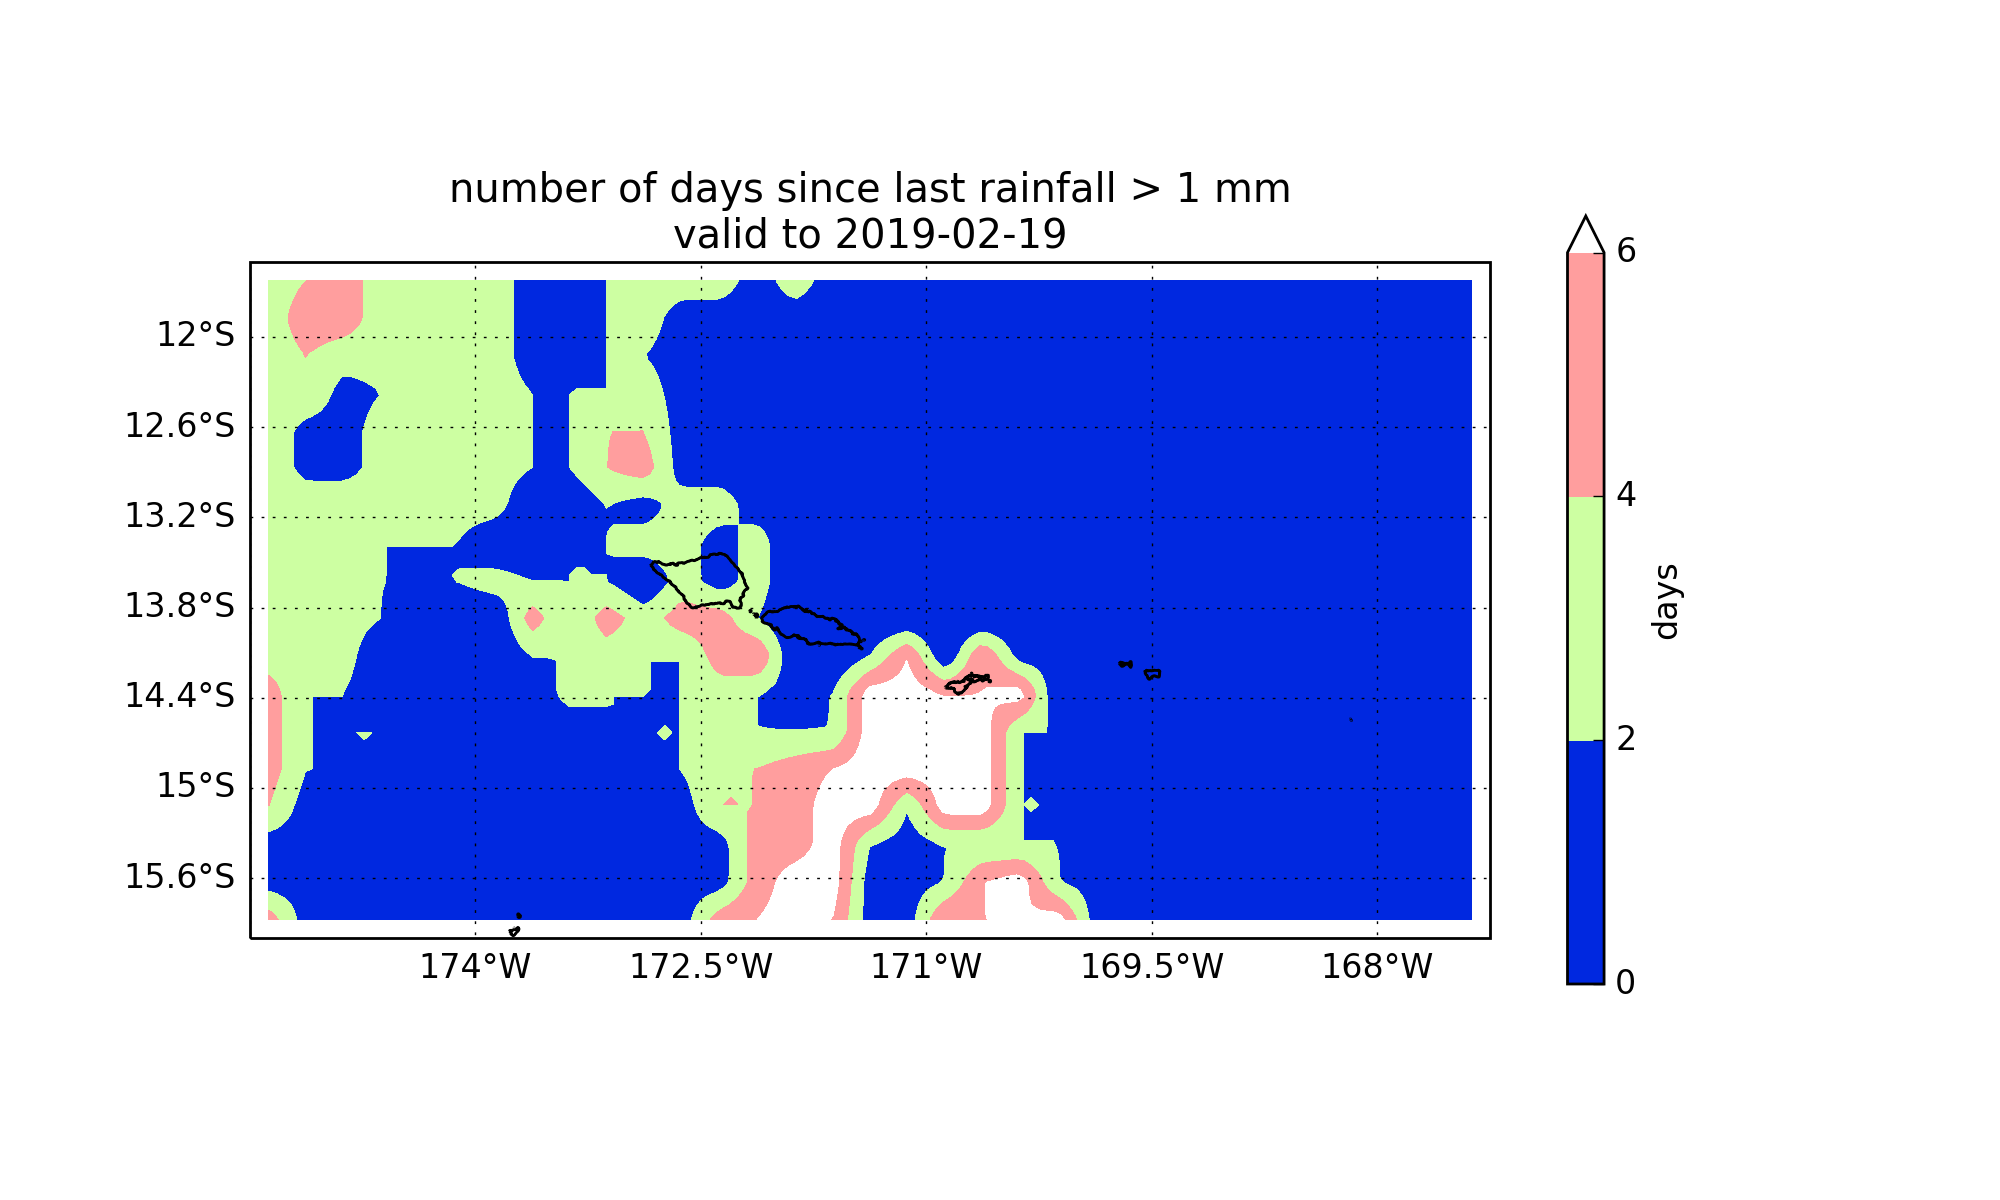 number of days since last rainfall > 1 mm
valid to 2019-02-19
12°S
12.6°S
13.2°S
13.8°S
14.4°S
15°S
15.6°S
174°W 172.5°W 171°W 169.5°W 168°W
6
4
2
0
days